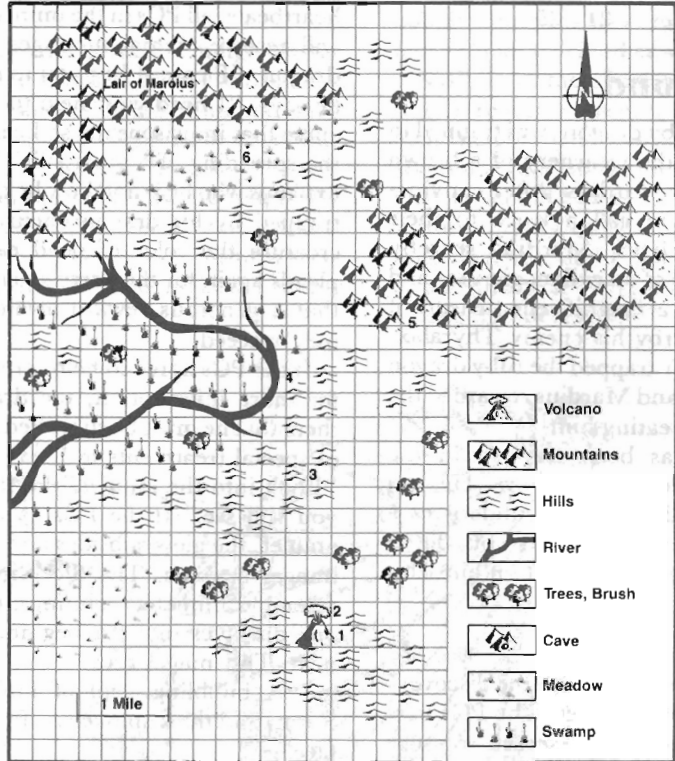 Lair of Marolus
N
6
5
4
Volcano
Mountains
3
Hills
River
Trees, Brush
2
1
Cave
Meadow
1 Mile
Swamp